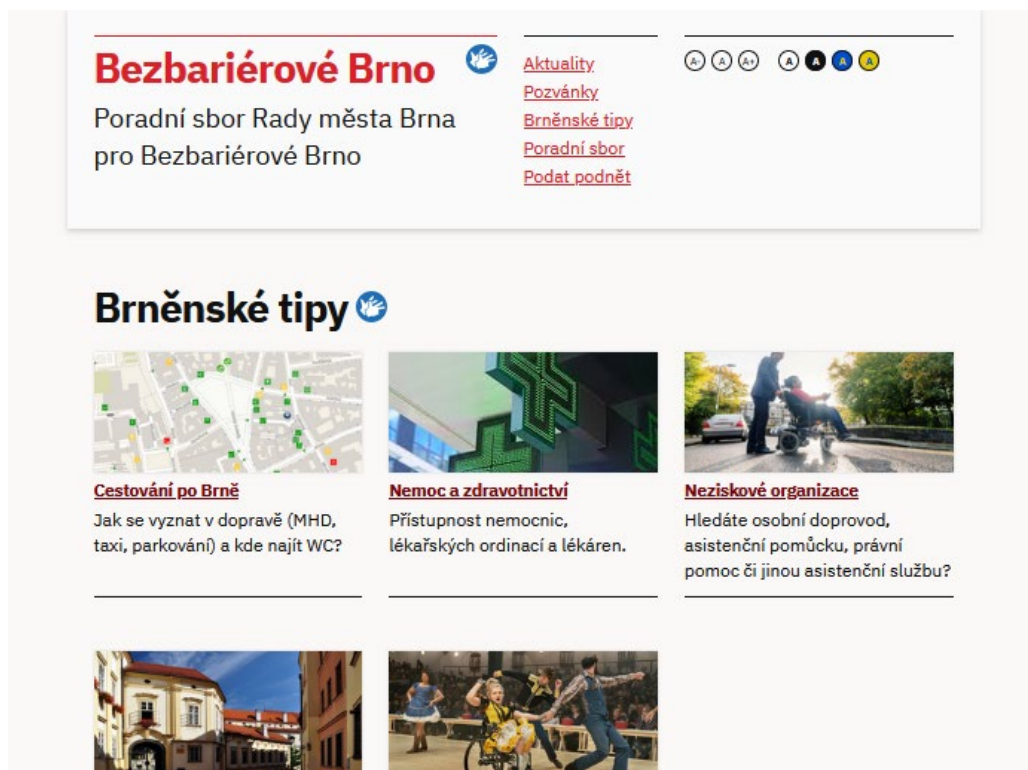 Bezbariérové Brno
Poradní sbor Rady města Brna
pro Bezbariérové Brno
Aktuality
Pozvánky
Brněnské tipy
Poradní sbor
Podat podnět
A- A A+ A A A A
Brněnské tipy
Cestování po Brně
Jak se vyznat v dopravě (MHD,
taxi, parkování) a kde najít WC?
Nemoc a zdravotnictví
Přístupnost nemocnic,
lékařských ordinací a lékáren.
Neziskové organizace
Hledáte osobní doprovod,
asistenční pomůcku, právní
pomoc či jinou asistenční službu?